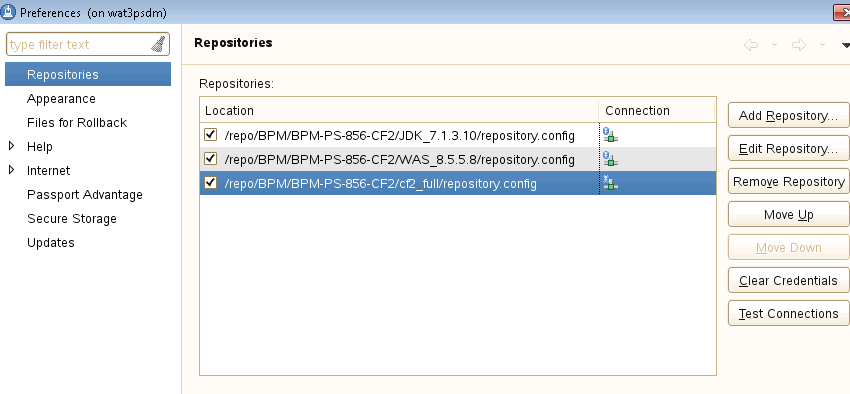 Preferences (on wat3psdm)
type filter text
Repositories
Appearance
Files for Rollback
Help
Internet
Passport Advantage
Secure Storage
Updates
Repositories
Repositories:
Location Connection
/repo/BPM/BPM-PS-856-CF2/JDK_7.1.3.10/repository.config
/repo/BPM/BPM-PS-856-CF2/WAS_8.5.5.8/repository.config
/repo/BPM/BPM-PS-856-CF2/cf2_full/repository.config
Add Repository...
Edit Repository...
Remove Repository
Move Up
Move Down
Clear Credentials
Test Connections